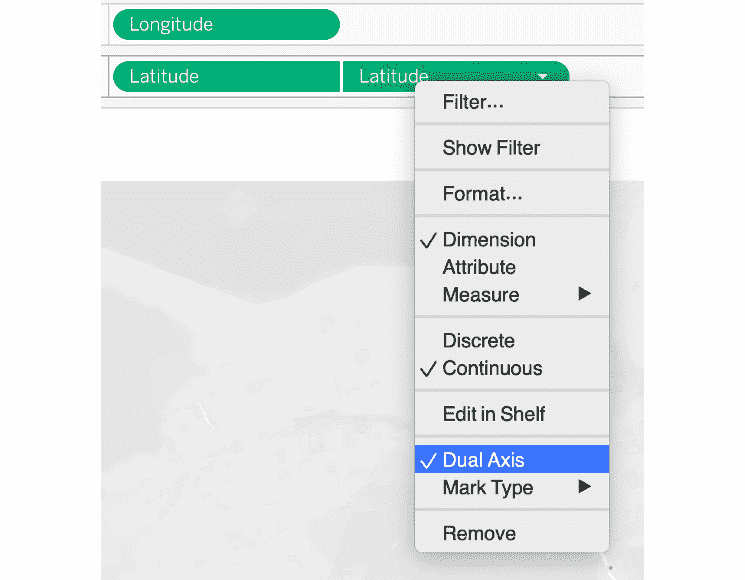 Longitude
Latitude Latitude
Filter...
Show Filter
Format...
Dimension
Attribute
Measure
Discrete
Continuous
Edit in Shelf
Dual Axis
Mark Type
Remove